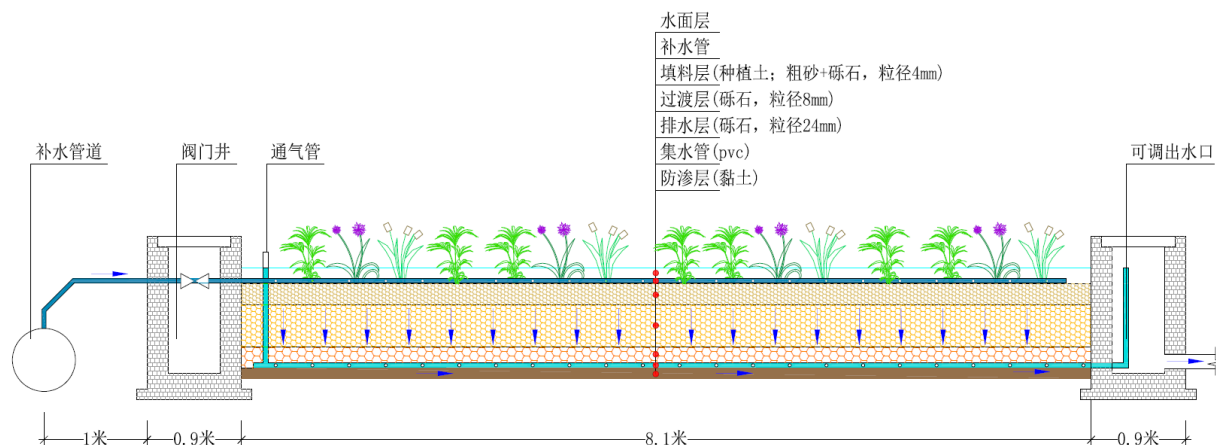 水面层
补水管
填料层(种植土；粗砂+砾石，粒径4mm)
过渡层(砾石，粒径8mm)
排水层(砾石，粒径24mm)
集水管(pvc)
防渗层(黏土)
补水管道
阀门井
通气管
可调出水口
1米
0.9米
8.1米
0.9米